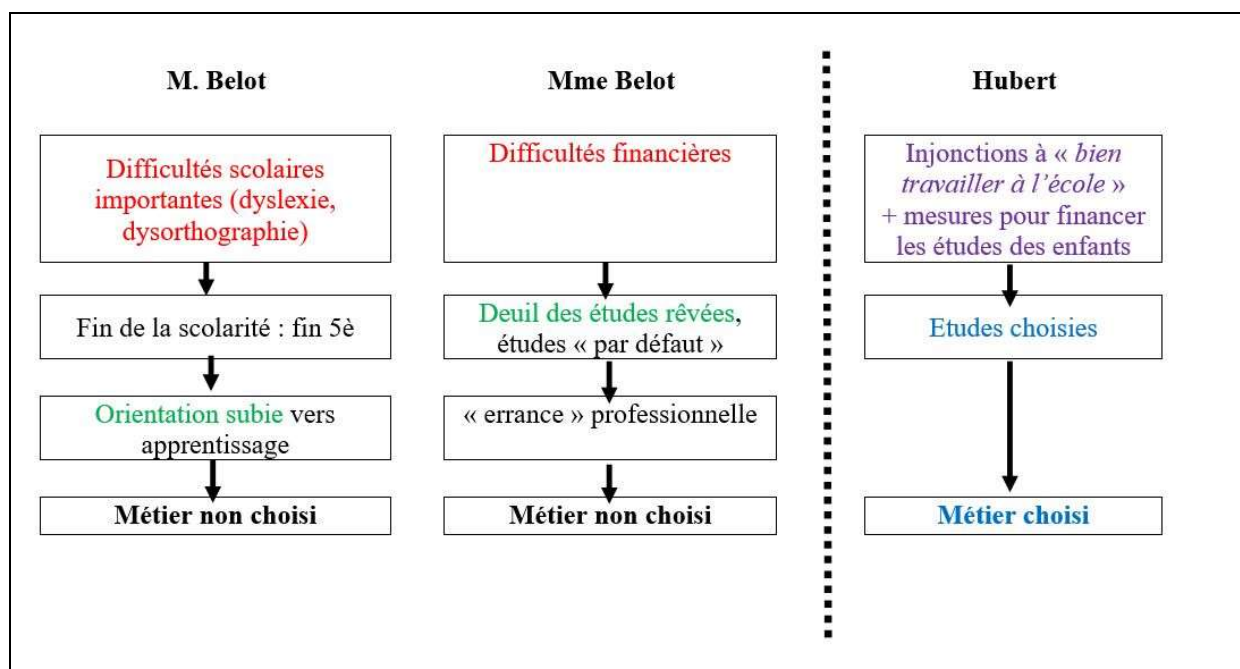 M. Belot
Difficultés scolaires
importantes (dyslexie,
dysorthographie)
Fin de la scolarité : fin 5è
Orientation subie vers
apprentissage
Métier non choisi
Mme Belot
Difficultés financières
Deuil des études rêvées,
études « par défaut »
« errance » professionnelle
Métier non choisi
Hubert
Injonctions à « bien
travailler à l’école »
+ mesures pour financer
les études des enfants
Etudes choisies
Métier choisi